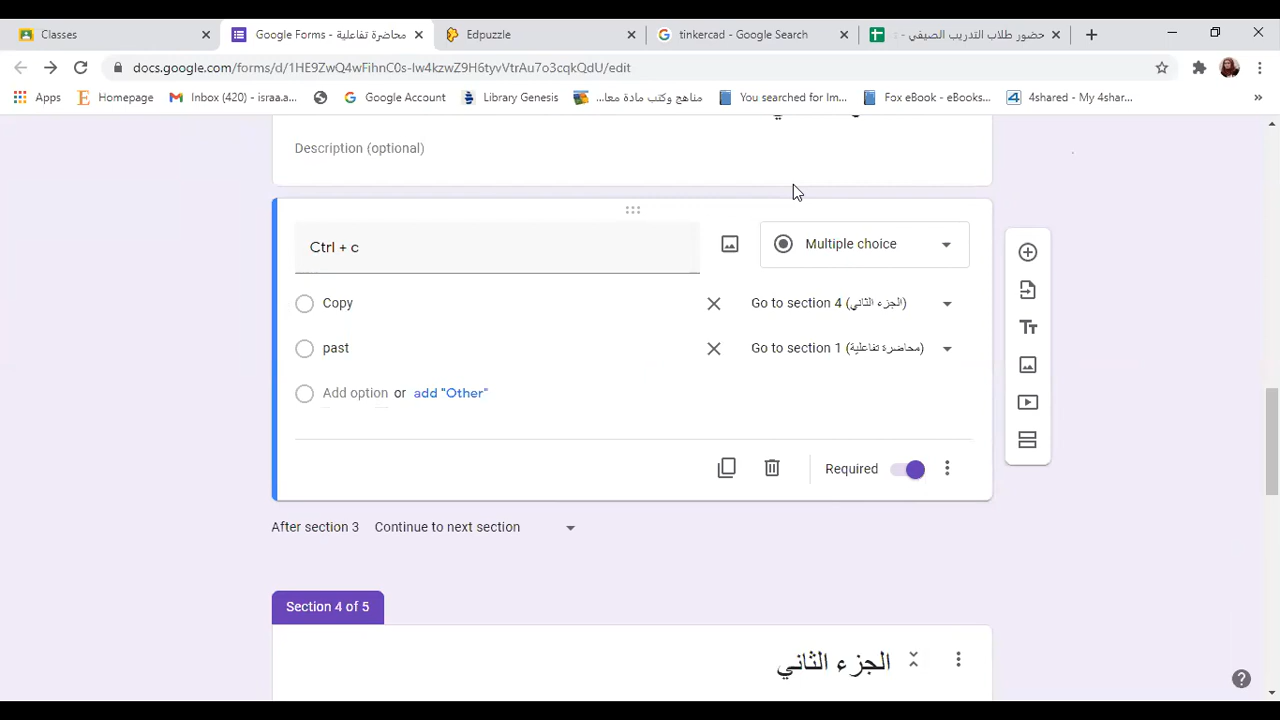 Classes
Google Forms - محاضرة تفاعلية
Edpuzzle
tinkercad - Google Search
حضور طلاب التدريب الصيفي -
docs.google.com/forms/d/1HE9ZwQ4wFihnC0s-lw4kzwZ9H6tyvVtrAu7o3cqkQdU/edit
Apps
Homepage
Inbox (420) - israa.a...
Google Account
Library Genesis
مناهج وكتب مادة معا...
You searched for Im...
Fox eBook - eBooks...
4shared - My 4shar...
Description (optional)
Ctrl + c
Multiple choice
Copy
Go to section 4 (الجزء الثاني)
past
Go to section 1 (محاضرة تفاعلية)
Add option or add "Other"
Required
After section 3 Continue to next section
Section 4 of 5
الجزء الثاني